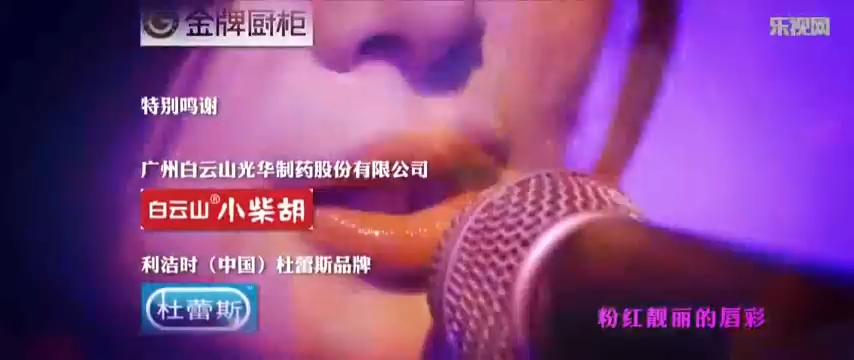 金牌厨柜
乐视网
特别鸣谢
广州白云山光华制药股份有限公司
白云山®小柴胡
利洁时（中国）杜蕾斯品牌
杜蕾斯
粉红靓丽的唇彩